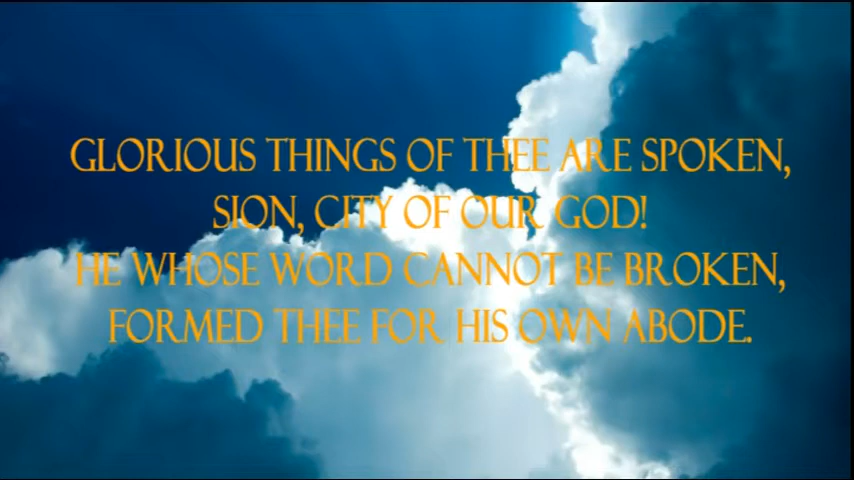 GLORIOUS THINGS OF THEE ARE SPOKEN,
SION, CITY OF OUR GOD!
HE WHOSE WORD CANNOT BE BROKEN,
FORMED THEE FOR HIS OWN ABODE.